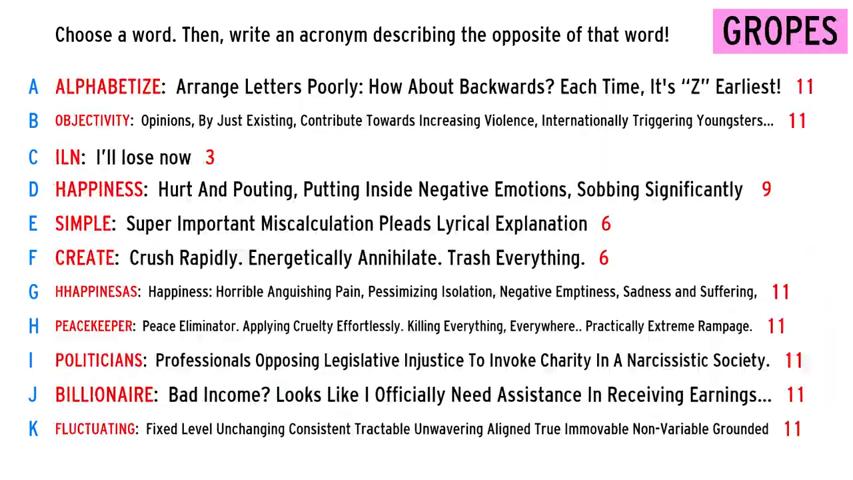 Choose a word. Then, write an acronym describing the opposite of that word!
GROPES
A ALPHABETIZE: Arrange Letters Poorly: How About Backwards? Each Time, It's “Z” Earliest! 11
B OBJECTIVITY: Opinions, By Just Existing, Contribute Towards Increasing Violence, Internationally Triggering Youngsters... 11
C ILN: I'll lose now 3
D HAPPINESS: Hurt And Pouting, Putting Inside Negative Emotions, Sobbing Significantly 9
E SIMPLE: Super Important Miscalculation Pleads Lyrical Explanation 6
F CREATE: Crush Rapidly. Energetically Annihilate. Trash Everything. 6
G HHAPPINESAS: Happiness: Horrible Anguishing Pain, Pessimizing Isolation, Negative Emptiness, Sadness and Suffering, 11
H PEACEKEEPER: Peace Eliminator. Applying Cruelty Effortlessly. Killing Everything, Everywhere.. Practically Extreme Rampage. 11
I POLITICIANS: Professionals Opposing Legislative Injustice To Invoke Charity In A Narcissistic Society. 11
J BILLIONAIRE: Bad Income? Looks Like I Officially Need Assistance In Receiving Earnings... 11
K FLUCTUATING: Fixed Level Unchanging Consistent Tractable Unwavering Aligned True Immovable Non-Variable Grounded 11